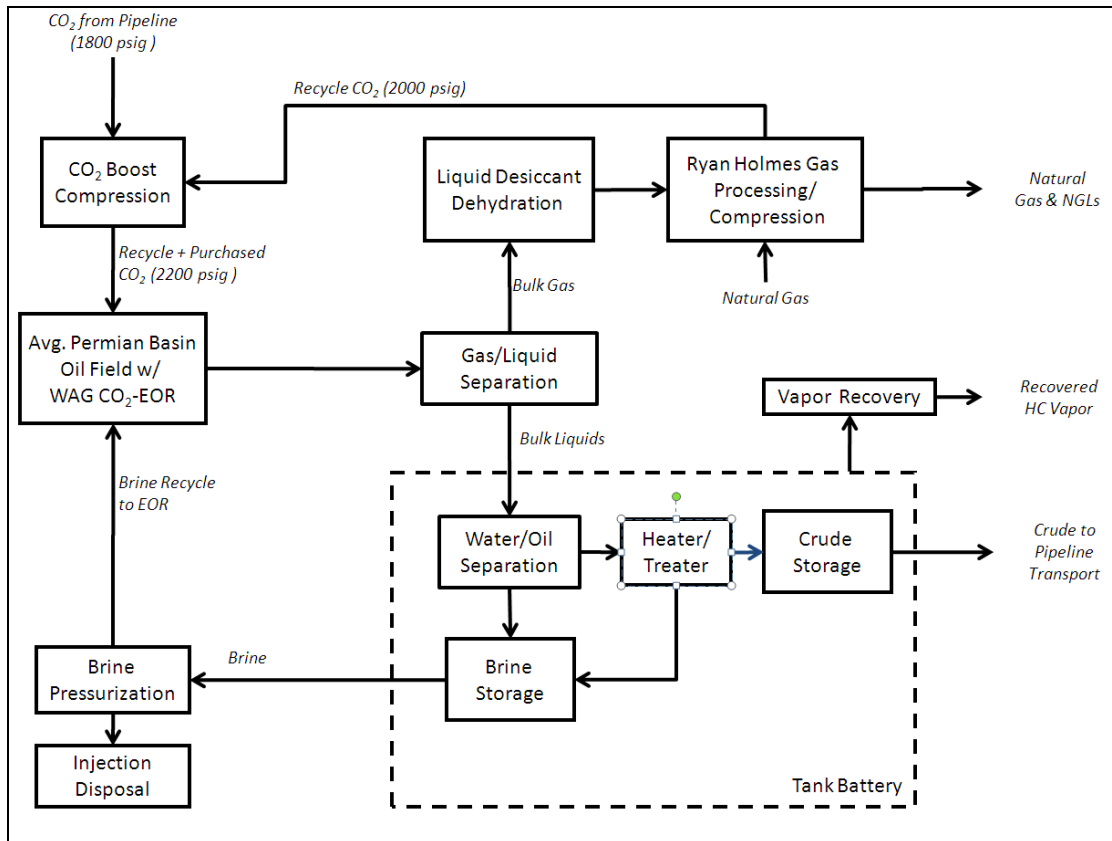 CO₂ from Pipeline
(1800 psig )
Recycle CO₂ (2000 psig)
CO₂ Boost
Compression
Liquid Desiccant
Dehydration
Ryan Holmes Gas
Processing/
Compression
Natural
Gas & NGLs
Recycle + Purchased
CO₂ (2200 psig )
Bulk Gas
Natural Gas
Avg. Permian Basin
Oil Field w/
WAG CO₂-EOR
Gas/Liquid
Separation
Vapor Recovery
Recovered
HC Vapor
Bulk Liquids
Brine Recycle
to EOR
Water/Oil
Separation
Heater/
Treater
Crude
Storage
Crude to
Pipeline
Transport
Brine
Pressurization
Brine
Brine
Storage
Injection
Disposal
Tank Battery